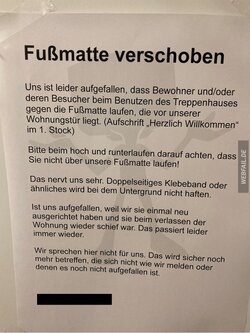 Fußmatte verschoben
Uns ist leider aufgefallen, dass Bewohner und/oder
deren Besucher beim Benutzen des Treppenhauses
gegen die Fußmatte laufen, die vor unserer
Wohnungstür liegt. (Aufschrift „Herzlich Willkommen"
im 1. Stock)
Bitte beim hoch und runterlaufen darauf achten, dass
Sie nicht über unsere Fußmatte laufen!
Das nervt uns sehr. Doppelseitiges Klebeband oder
ähnliches wird bei dem Untergrund nicht haften.
Ist uns aufgefallen, weil wir sie einmal neu
ausgerichtet haben und sie beim verlassen der
Wohnung wieder schief war. Das passiert leider
immer wieder.
Wir sprechen hier nicht für uns. Das wird sicher noch
mehr betreffen, die sich nicht wie wir melden oder
denen es noch nicht aufgefallen ist.
WEBFAIL.DE